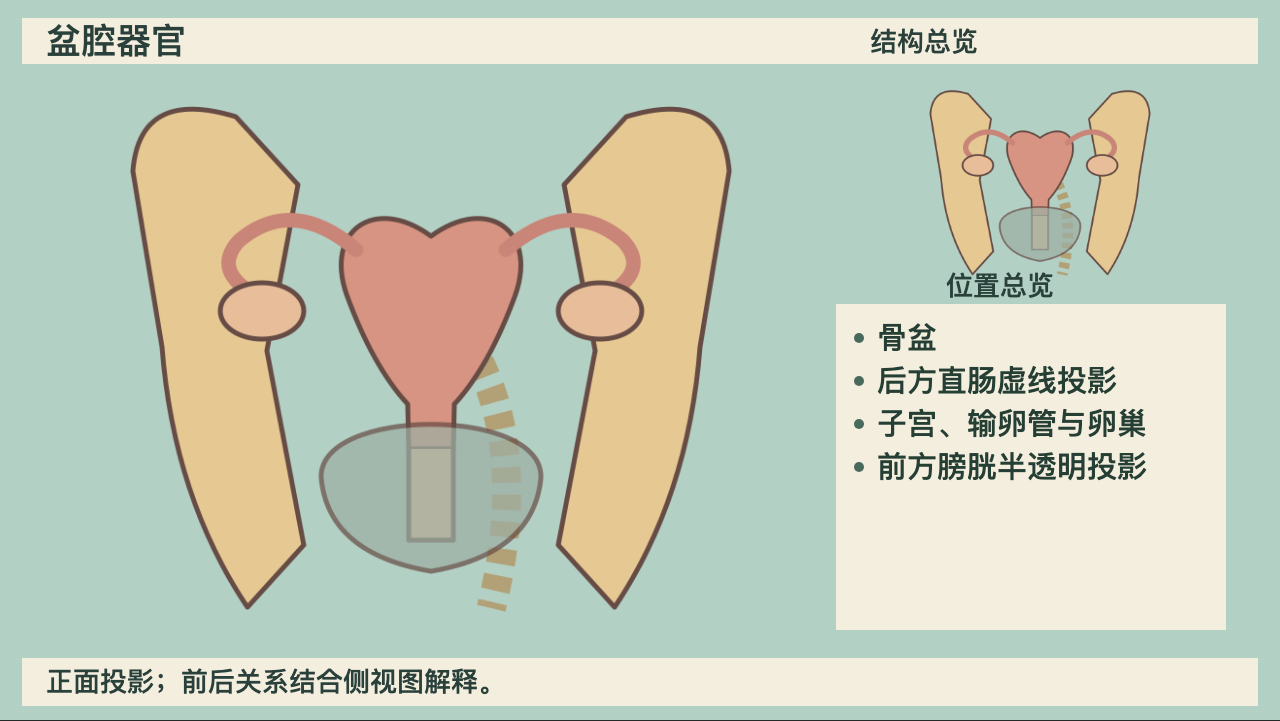 盆腔器官
结构总览
位置总览
骨盆
后方直肠虚线投影
子宫、输卵管与卵巢
前方膀胱半透明投影
正面投影；前后关系结合侧视图解释。